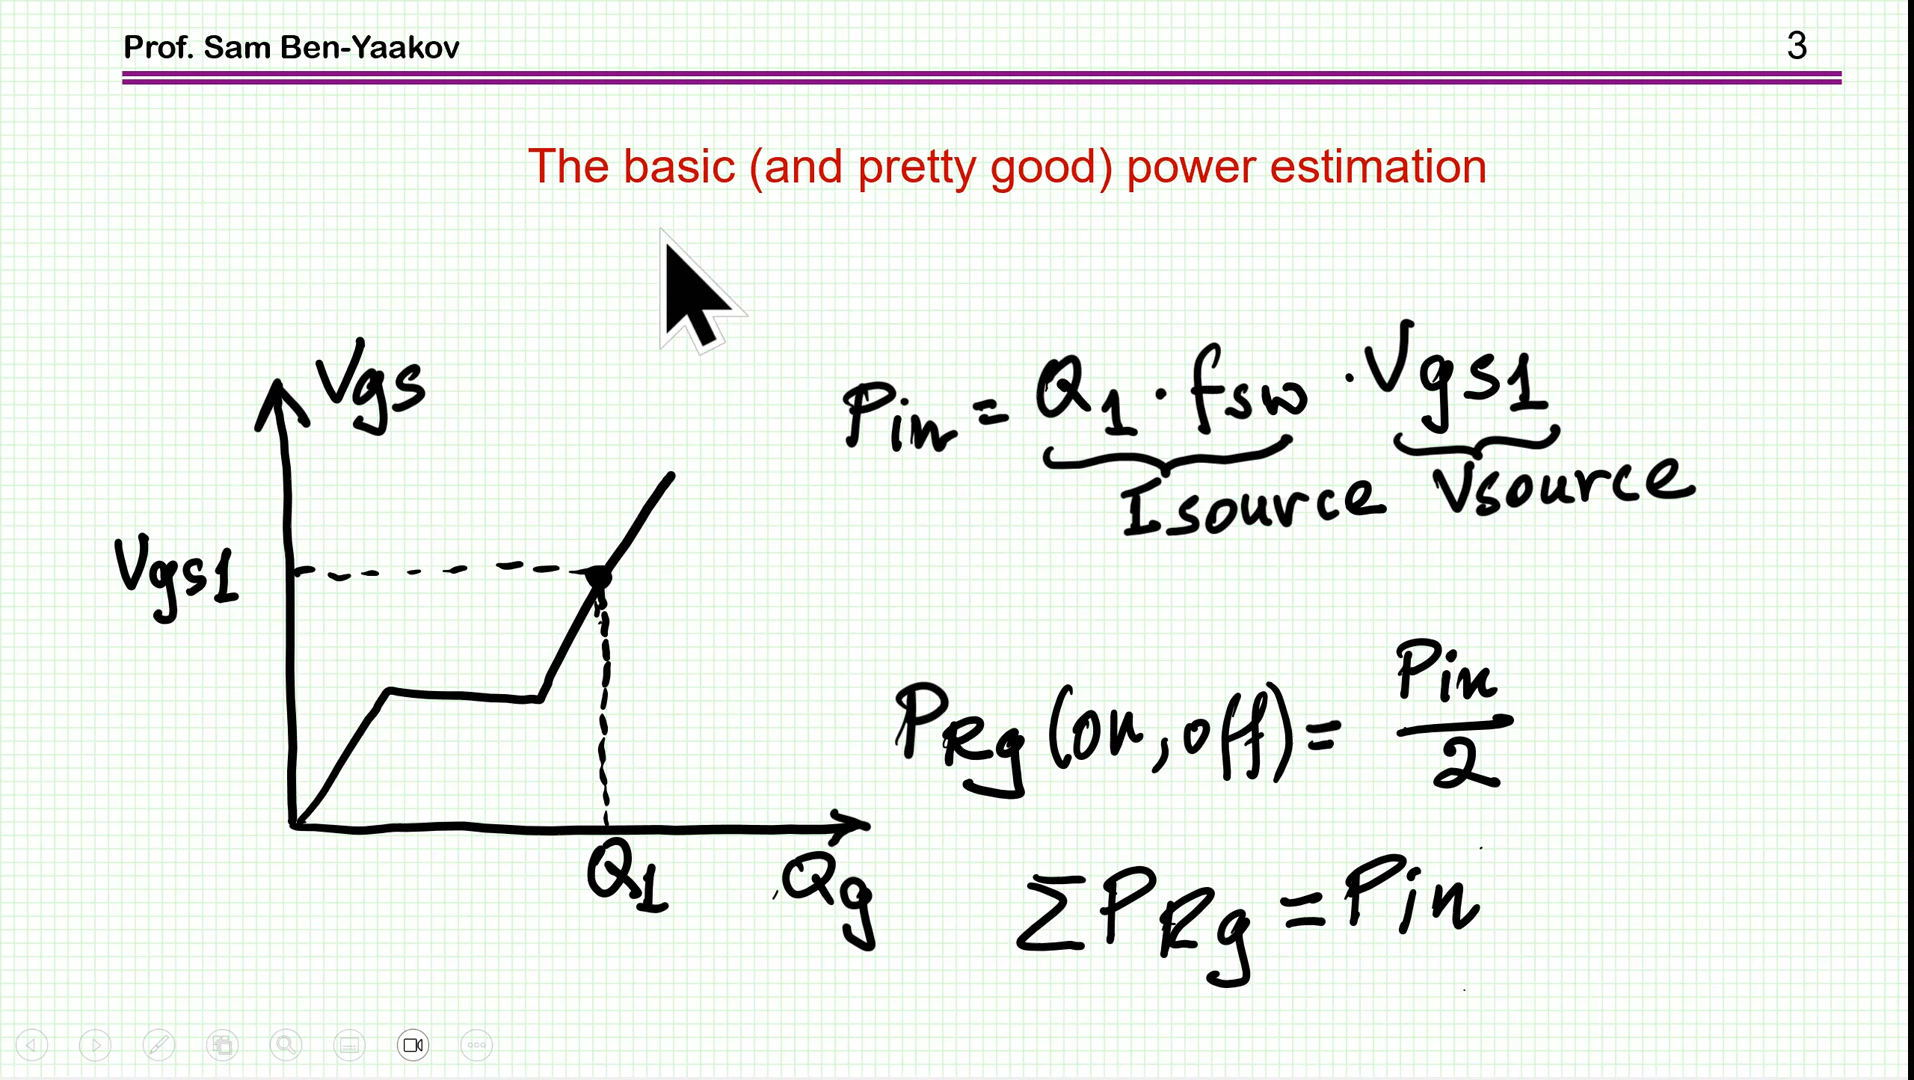 Prof. Sam Ben-Yaakov
3
The basic (and pretty good) power estimation
Vgs
Pin = Q1 · fsw · Vgs1
Isource Vsource
Vgs1
PRg (on, off) = Pin / 2
Q1
Qg
ΣPRg = Pin